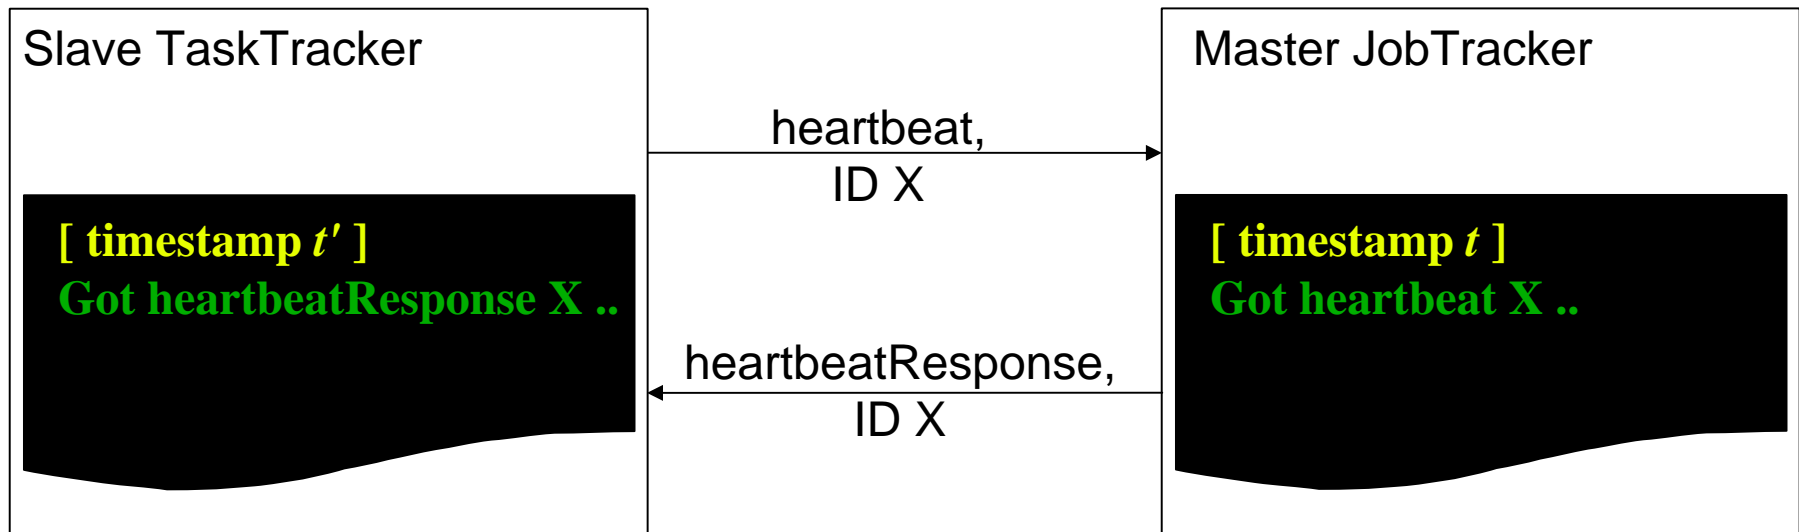 Slave TaskTracker
[ timestamp t′ ]
Got heartbeatResponse X ..
heartbeat,
ID X
heartbeatResponse,
ID X
Master JobTracker
[ timestamp t ]
Got heartbeat X ..